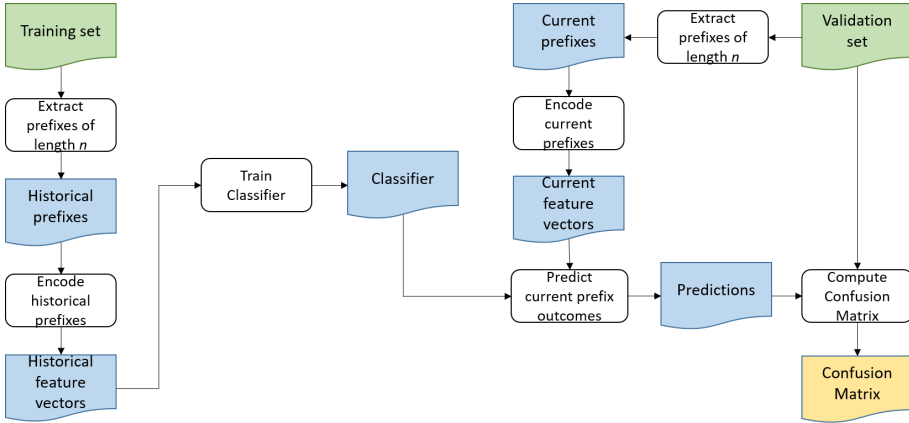 Training set
Extract
prefixes of
length n
Historical
prefixes
Encode
historical
prefixes
Historical
feature
vectors
Train
Classifier
Classifier
Current
prefixes
Extract
prefixes of
length n
Validation
set
Encode
current
prefixes
Current
feature
vectors
Predict
current prefix
outcomes
Predictions
Compute
Confusion
Matrix
Confusion
Matrix